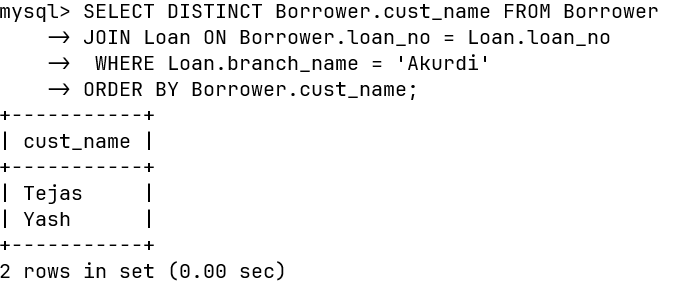 mysql> SELECT DISTINCT Borrower.cust_name FROM Borrower
    -> JOIN Loan ON Borrower.loan_no = Loan.loan_no
    ->  WHERE Loan.branch_name = 'Akurdi'
    -> ORDER BY Borrower.cust_name;
+-----------+
| cust_name |
+-----------+
| Tejas     |
| Yash      |
+-----------+
2 rows in set (0.00 sec)